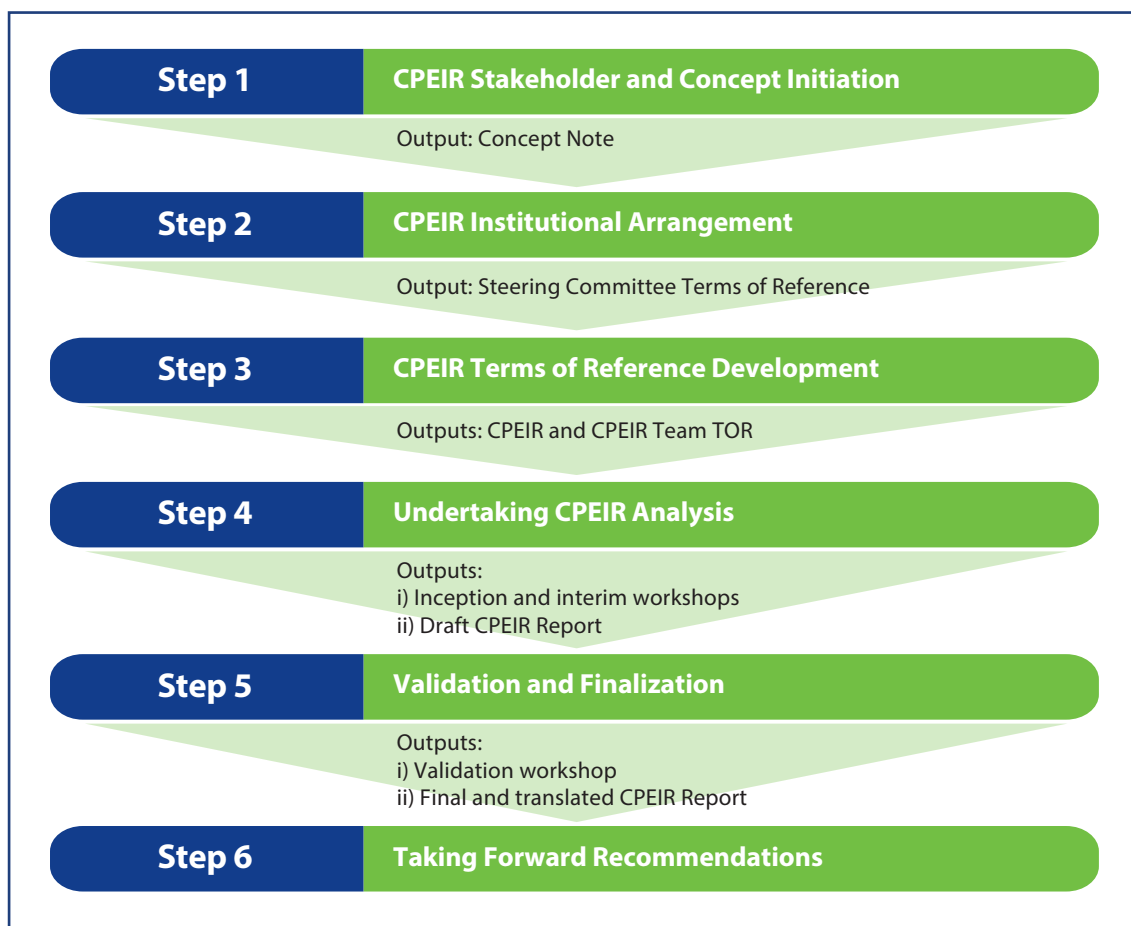 Step 1
CPEIR Stakeholder and Concept Initiation
Output: Concept Note
Step 2
CPEIR Institutional Arrangement
Output: Steering Committee Terms of Reference
Step 3
CPEIR Terms of Reference Development
Outputs: CPEIR and CPEIR Team TOR
Step 4
Undertaking CPEIR Analysis
Outputs:
i) Inception and interim workshops
ii) Draft CPEIR Report
Step 5
Validation and Finalization
Outputs:
i) Validation workshop
ii) Final and translated CPEIR Report
Step 6
Taking Forward Recommendations